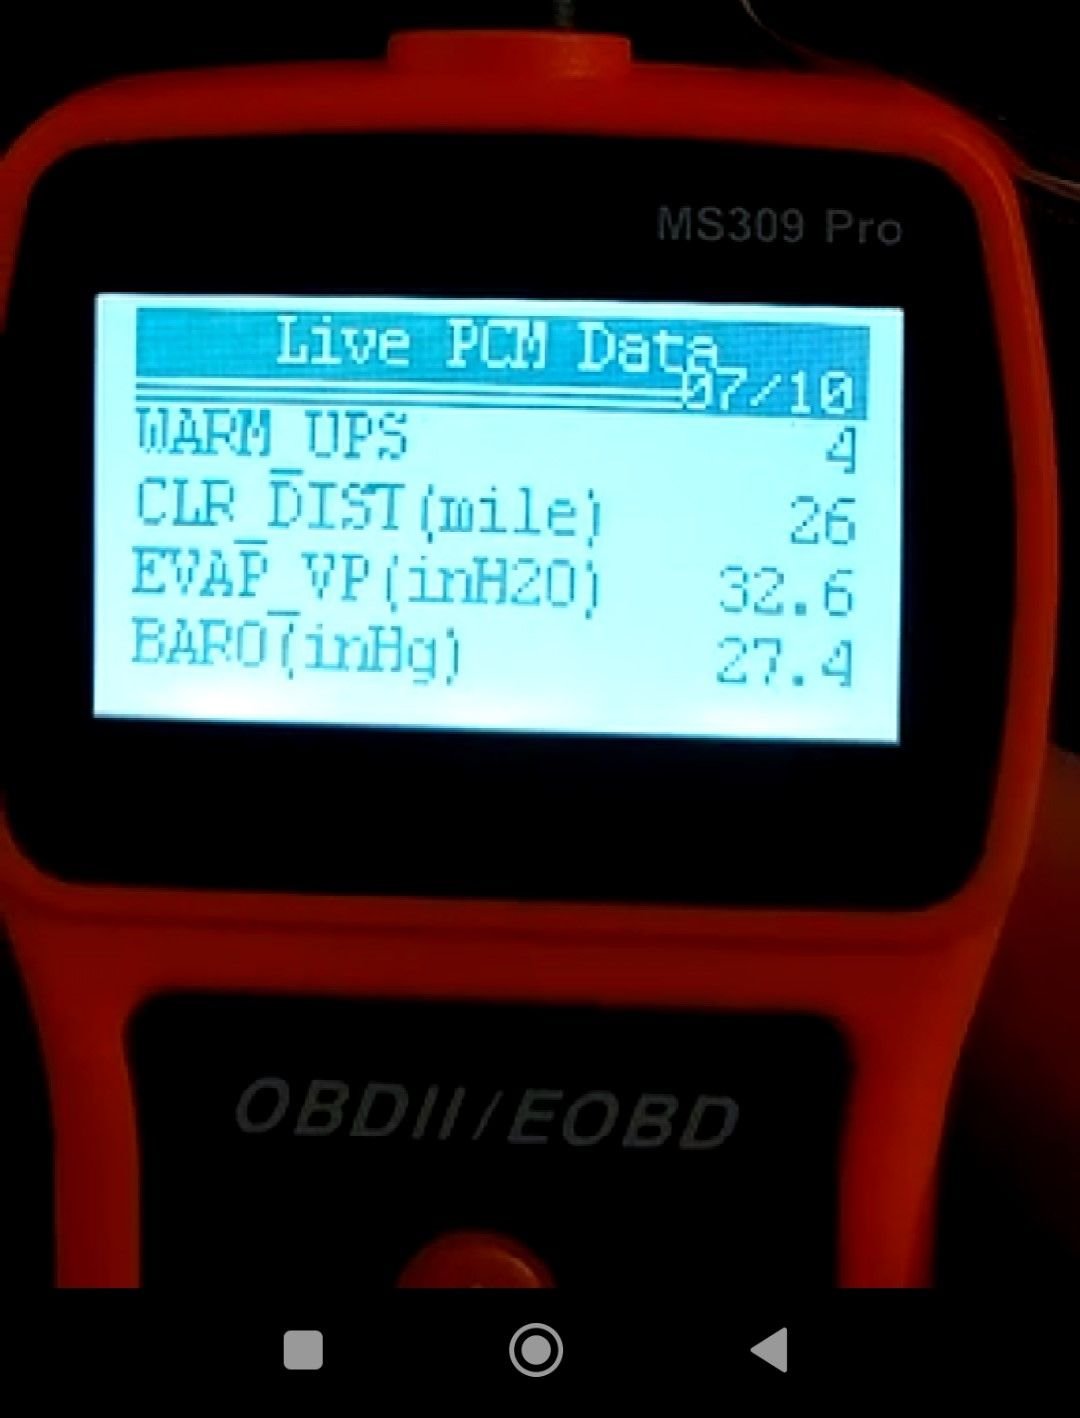 MS309 Pro
Live PCM Data
07/10
WARM_UPS 4
CLR_DIST(mile) 26
EVAP_VP(inH2O) 32.6
BARO(inHg) 27.4
OBDII/EOBD